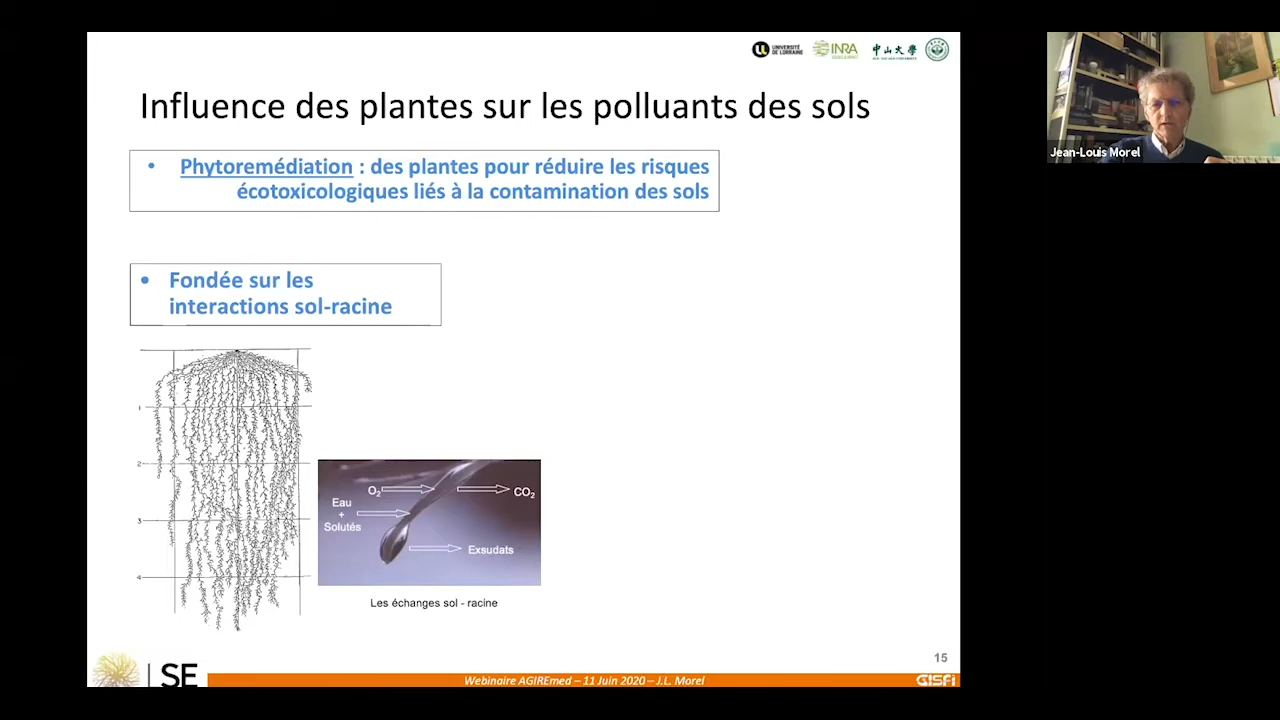 UL UNIVERSITÉ
DE LORRAINE
INRA
中山大學
Jean-Louis Morel
Influence des plantes sur les polluants des sols
• Phytoremédiation : des plantes pour réduire les risques
écotoxicologiques liés à la contamination des sols
• Fondée sur les
interactions sol-racine
1
2
3
4
O₂
CO₂
Eau
+
Solutés
Exsudats
Les échanges sol - racine
15
SE
Webinaire AGIREmed – 11 Juin 2020 – J.L. Morel
GISFI